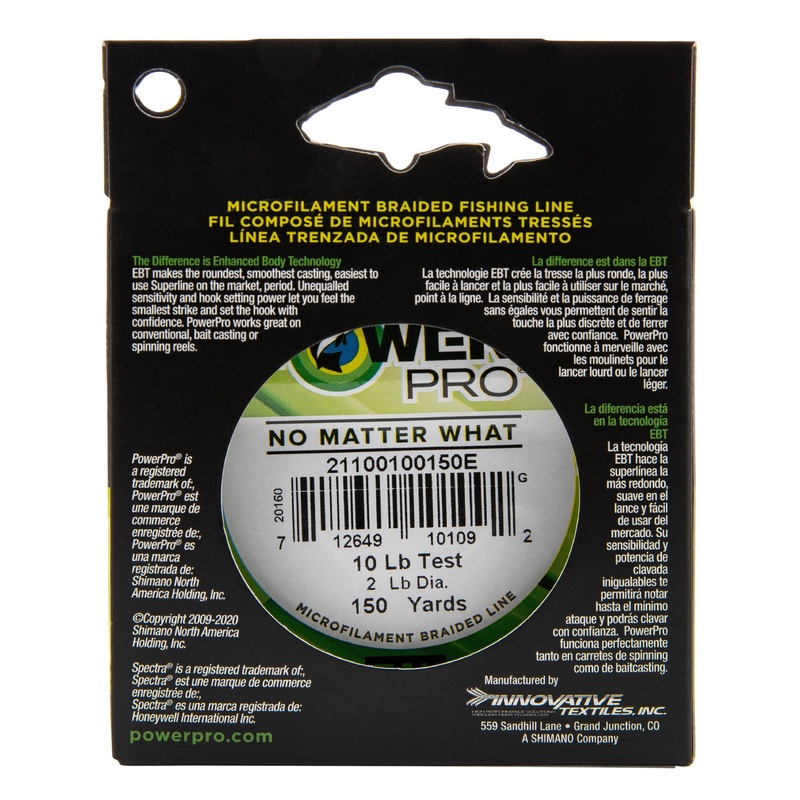 MICROFILAMENT BRAIDED FISHING LINE
FIL COMPOSÉ DE MICROFILAMENTS TRESSÉS
LÍNEA TRENZADA DE MICROFILAMENTO
The Difference is Enhanced Body Technology
EBT makes the roundest, smoothest casting, easiest to
use Superline on the market, period. Unequalled
sensitivity and hook setting power let you feel the
smallest strike and set the hook with
confidence. PowerPro works great on
conventional, bait casting or
spinning reels.
La difference est dans la EBT
La technologie EBT crée la tresse la plus ronde, la plus
facile à lancer et la plus facile à utiliser sur le marché,
point à la ligne. La sensibilité et la puissance de ferrage
sans égales vous permettent de sentir la
touche la plus discrète et de ferrer
avec confiance. PowerPro
fonctionne à merveille avec
les moulinets pour le
lancer lourd ou le lancer
léger.
La diferencia está
en la tecnología
EBT
La tecnología
EBT hace la
superlínea la
más redondo,
suave en el
lance y fácil
de usar del
mercado. Su
sensibilidad y
potencia de
clavada
inigualables te
permitirá notar
hasta el mínimo
ataque y podrás clavar
con confianza. PowerPro
funciona perfectamente
tanto en carretes de spinning
como de baitcasting.
PowerPro® is
a registered
trademark of:,
PowerPro® est
une marque de
commerce
enregistrée de:,
PowerPro® es
una marca
registrada de:
Shimano North
America Holding, Inc.
©Copyright 2009-2020
Shimano North America
Holding, Inc.
Spectra® is a registered trademark of:,
Spectra® est une marque de commerce
enregistrée de:,
Spectra® es una marca registrada de:
Honeywell International Inc.
powerpro.com
POWER
PRO®
NO MATTER WHAT
21100100150E
20160
G
7 12649 10109 2
10 Lb Test
2 Lb Dia.
150 Yards
MICROFILAMENT BRAIDED LINE
Manufactured by
INNOVATIVE
TEXTILES, INC.
HIGH PERFORMANCE SOLUTIONS
THROUGH FIBER TECHNOLOGY
559 Sandhill Lane • Grand Junction, CO
A SHIMANO Company